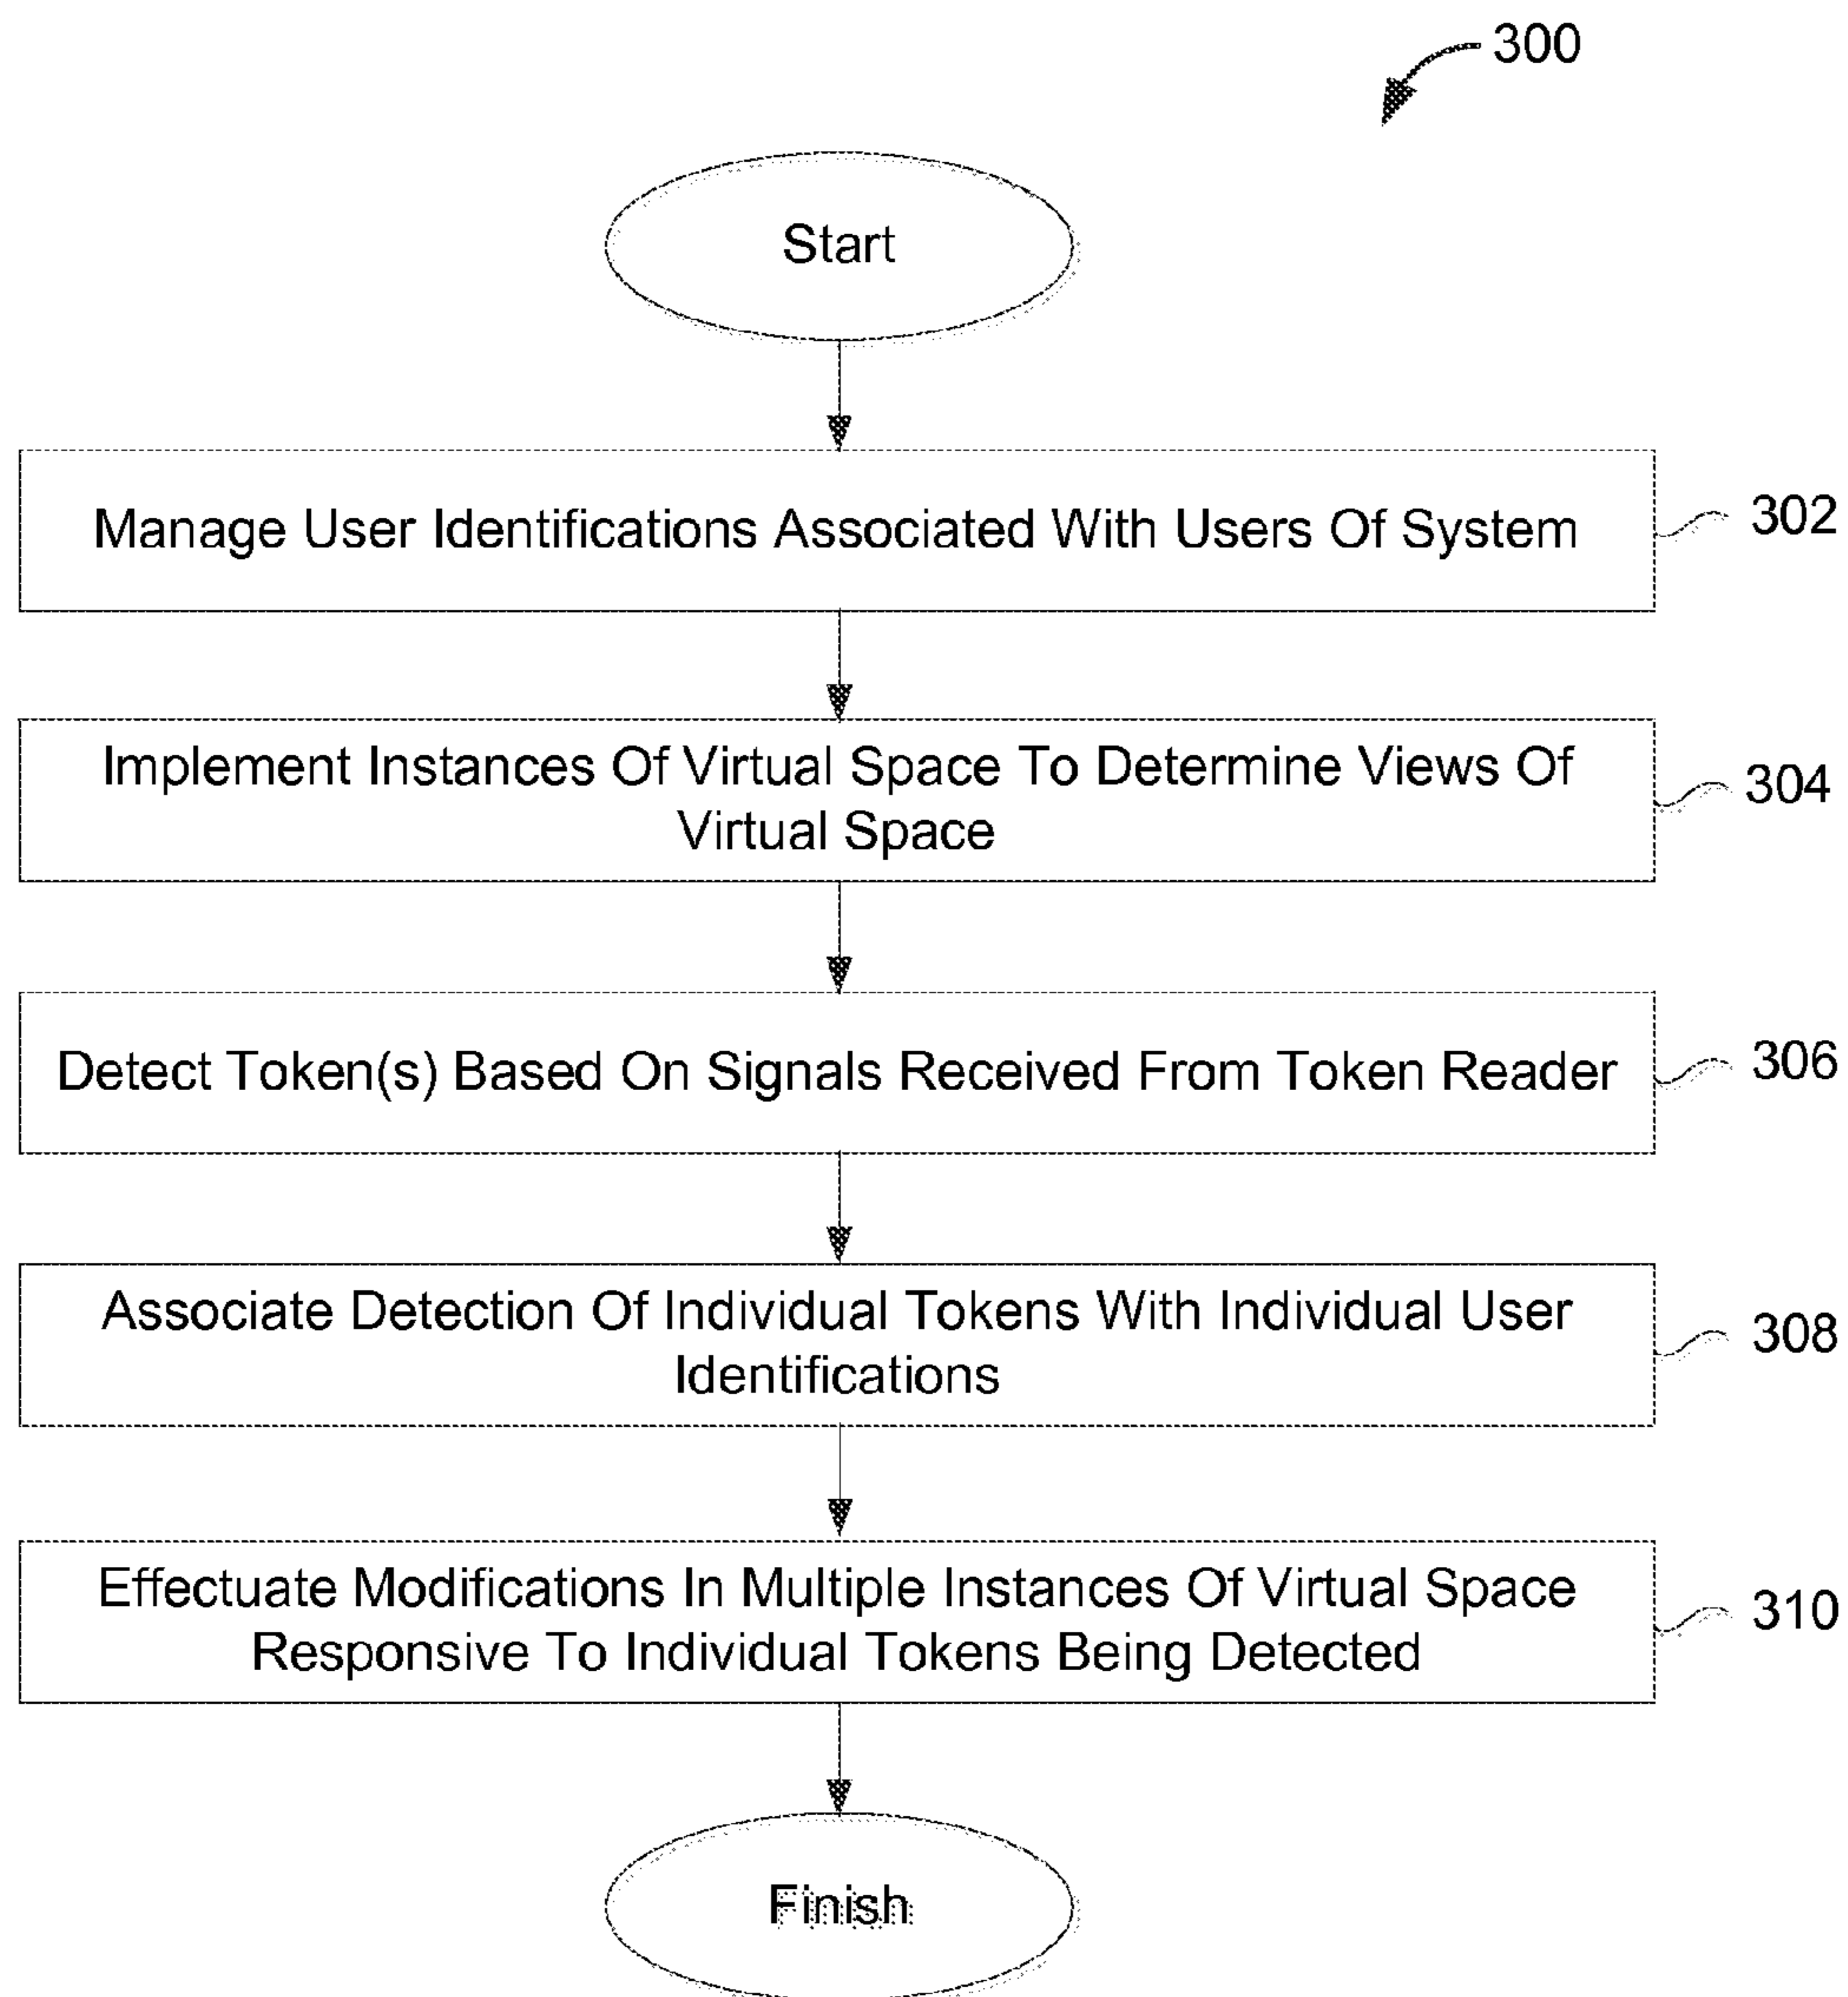 300
Start
Manage User Identifications Associated With Users Of System
302
Implement Instances Of Virtual Space To Determine Views Of
Virtual Space
304
Detect Token(s) Based On Signals Received From Token Reader
306
Associate Detection Of Individual Tokens With Individual User
Identifications
308
Effectuate Modifications In Multiple Instances Of Virtual Space
Responsive To Individual Tokens Being Detected
310
Finish